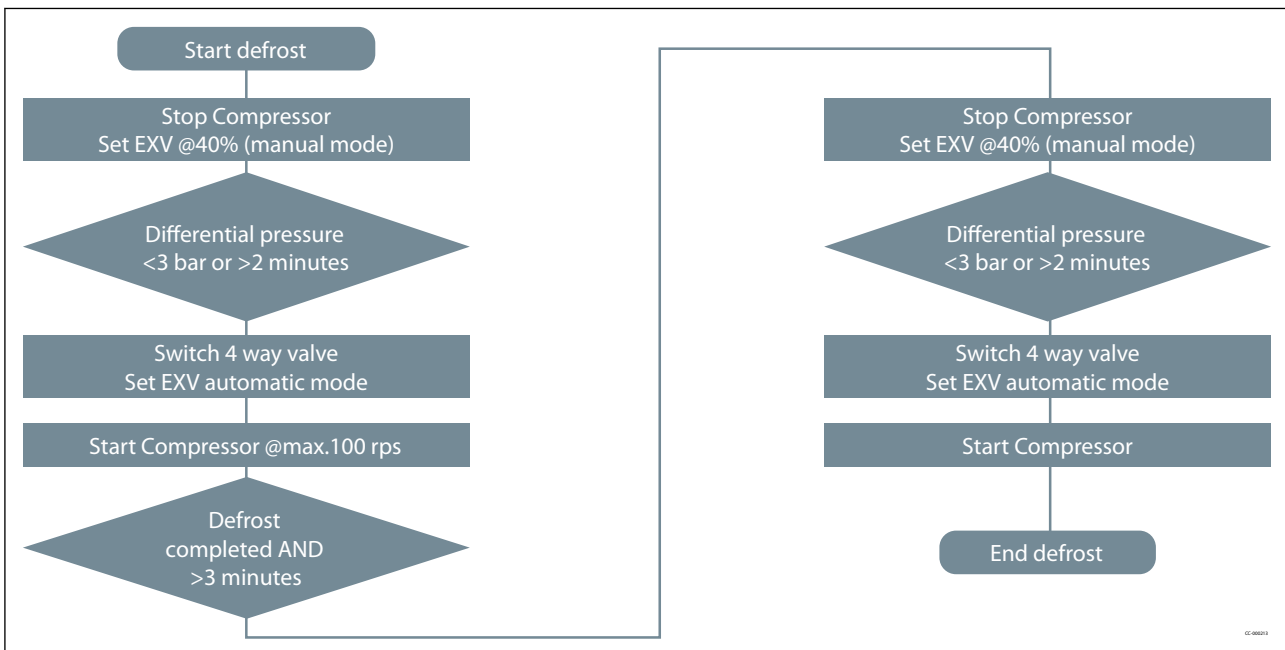 Start defrost
Stop Compressor
Set EXV @40% (manual mode)
Differential pressure
<3 bar or >2 minutes
Switch 4 way valve
Set EXV automatic mode
Start Compressor @max.100 rps
Defrost
completed AND
>3 minutes
Stop Compressor
Set EXV @40% (manual mode)
Differential pressure
<3 bar or >2 minutes
Switch 4 way valve
Set EXV automatic mode
Start Compressor
End defrost
CC-000213